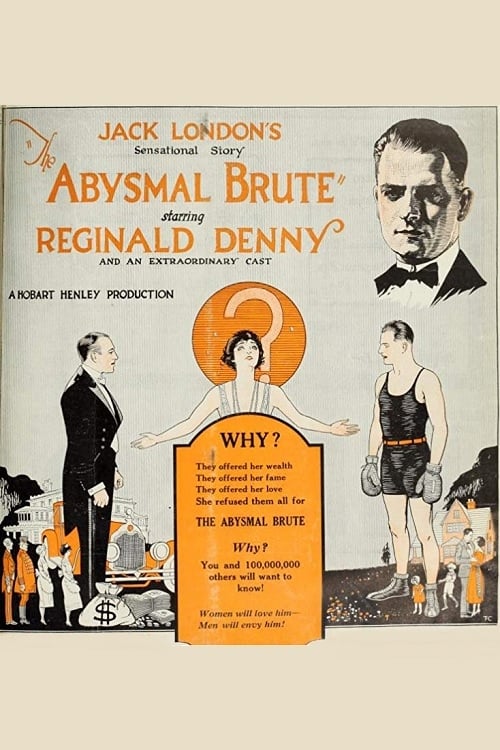 JACK LONDON'S
Sensational Story
"The
ABYSMAL BRUTE"
starring
REGINALD DENNY
AND AN EXTRAORDINARY CAST
A HOBART HENLEY PRODUCTION
?
WHY?
They offered her wealth
They offered her fame
They offered her love
She refused them all for
THE ABYSMAL BRUTE
Why?
You and 100,000,000
others will want to
know!
Women will love him—
Men will envy him!
$
TC